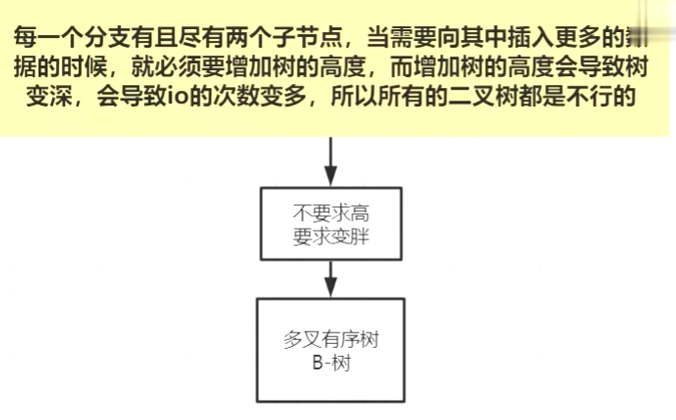 每一个分支有且尽有两个子节点，当需要向其中插入更多的数
据的时候，就必须要增加树的高度，而增加树的高度会导致树
变深，会导致io的次数变多，所以所有的二叉树都是不行的
不要求高
要求变胖
多叉有序树
B-树